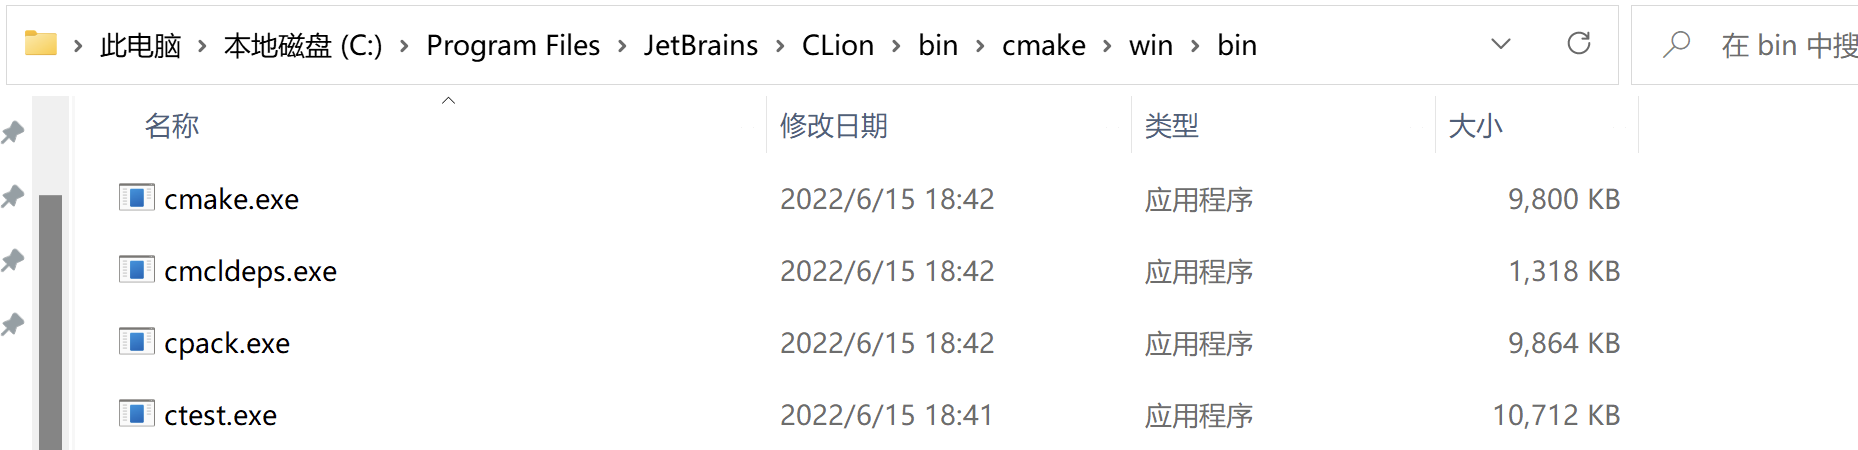 此电脑 › 本地磁盘 (C:) › Program Files › JetBrains › CLion › bin › cmake › win › bin 在 bin 中搜
名称 修改日期 类型 大小
cmake.exe 2022/6/15 18:42 应用程序 9,800 KB
cmcldeps.exe 2022/6/15 18:42 应用程序 1,318 KB
cpack.exe 2022/6/15 18:42 应用程序 9,864 KB
ctest.exe 2022/6/15 18:41 应用程序 10,712 KB